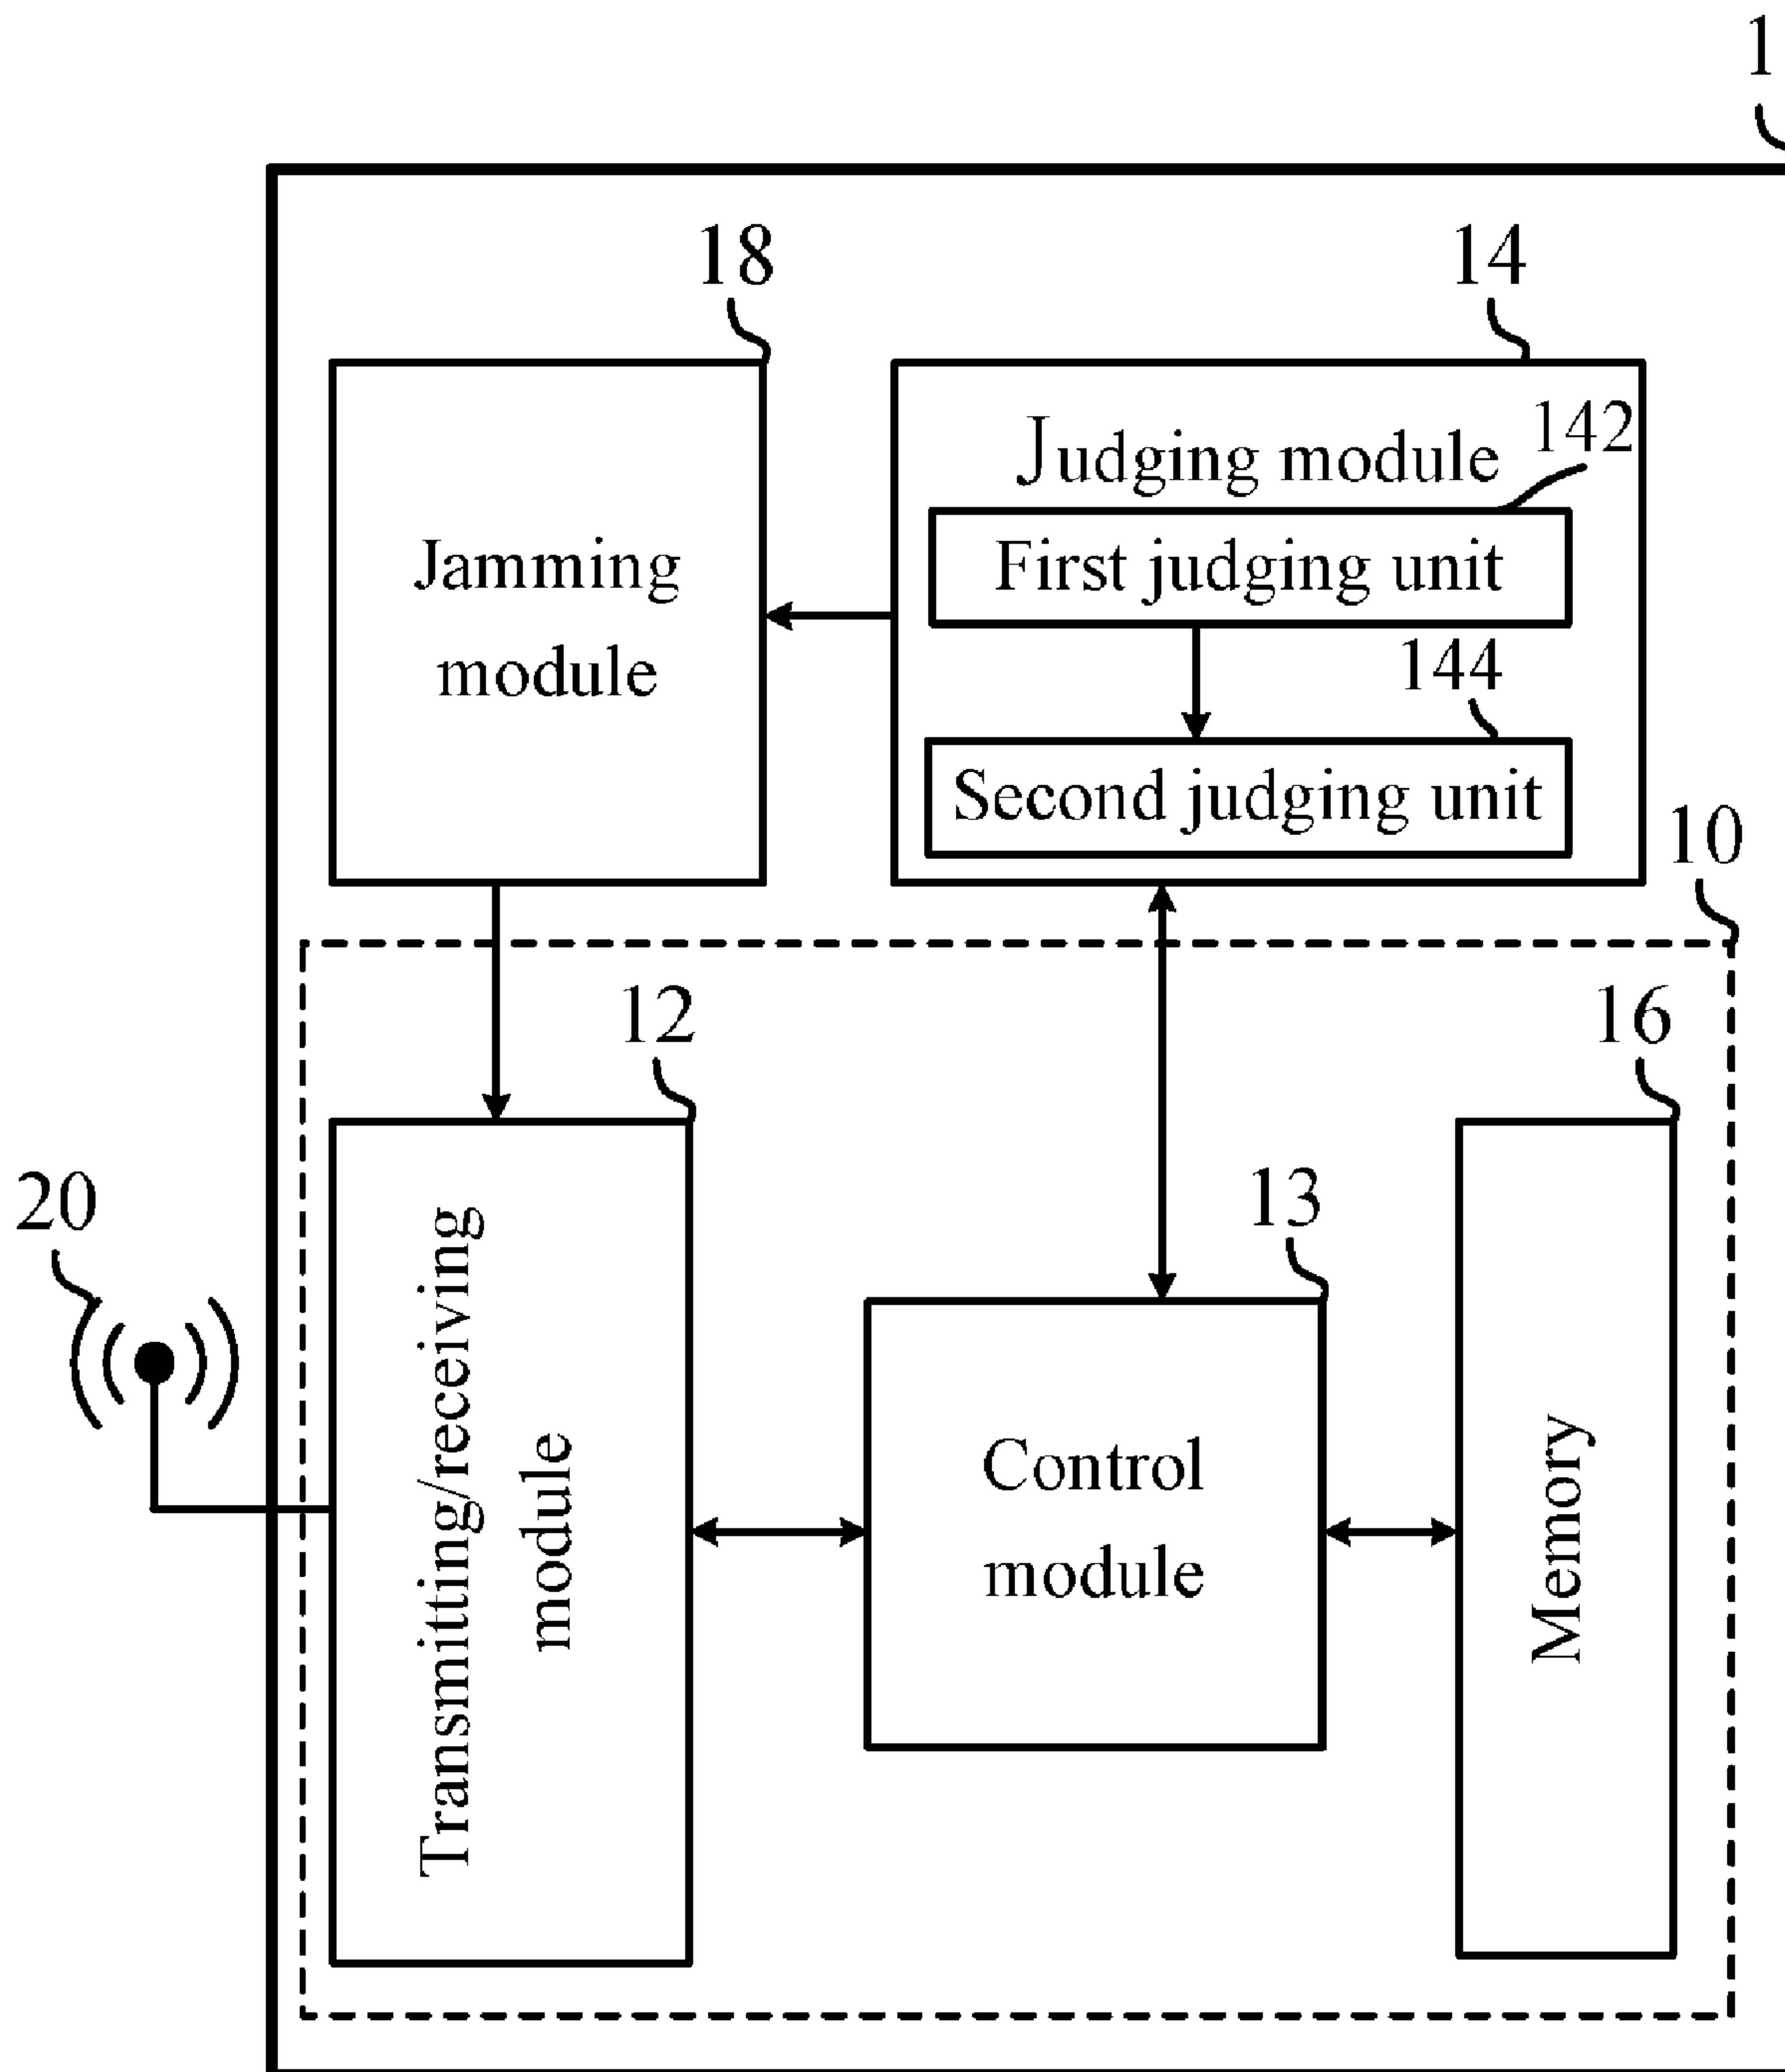 1
18
14
Judging module
142
Jamming
module
First judging unit
144
Second judging unit
10
12
16
20
13
Transmitting/receiving
module
Control
module
Memory